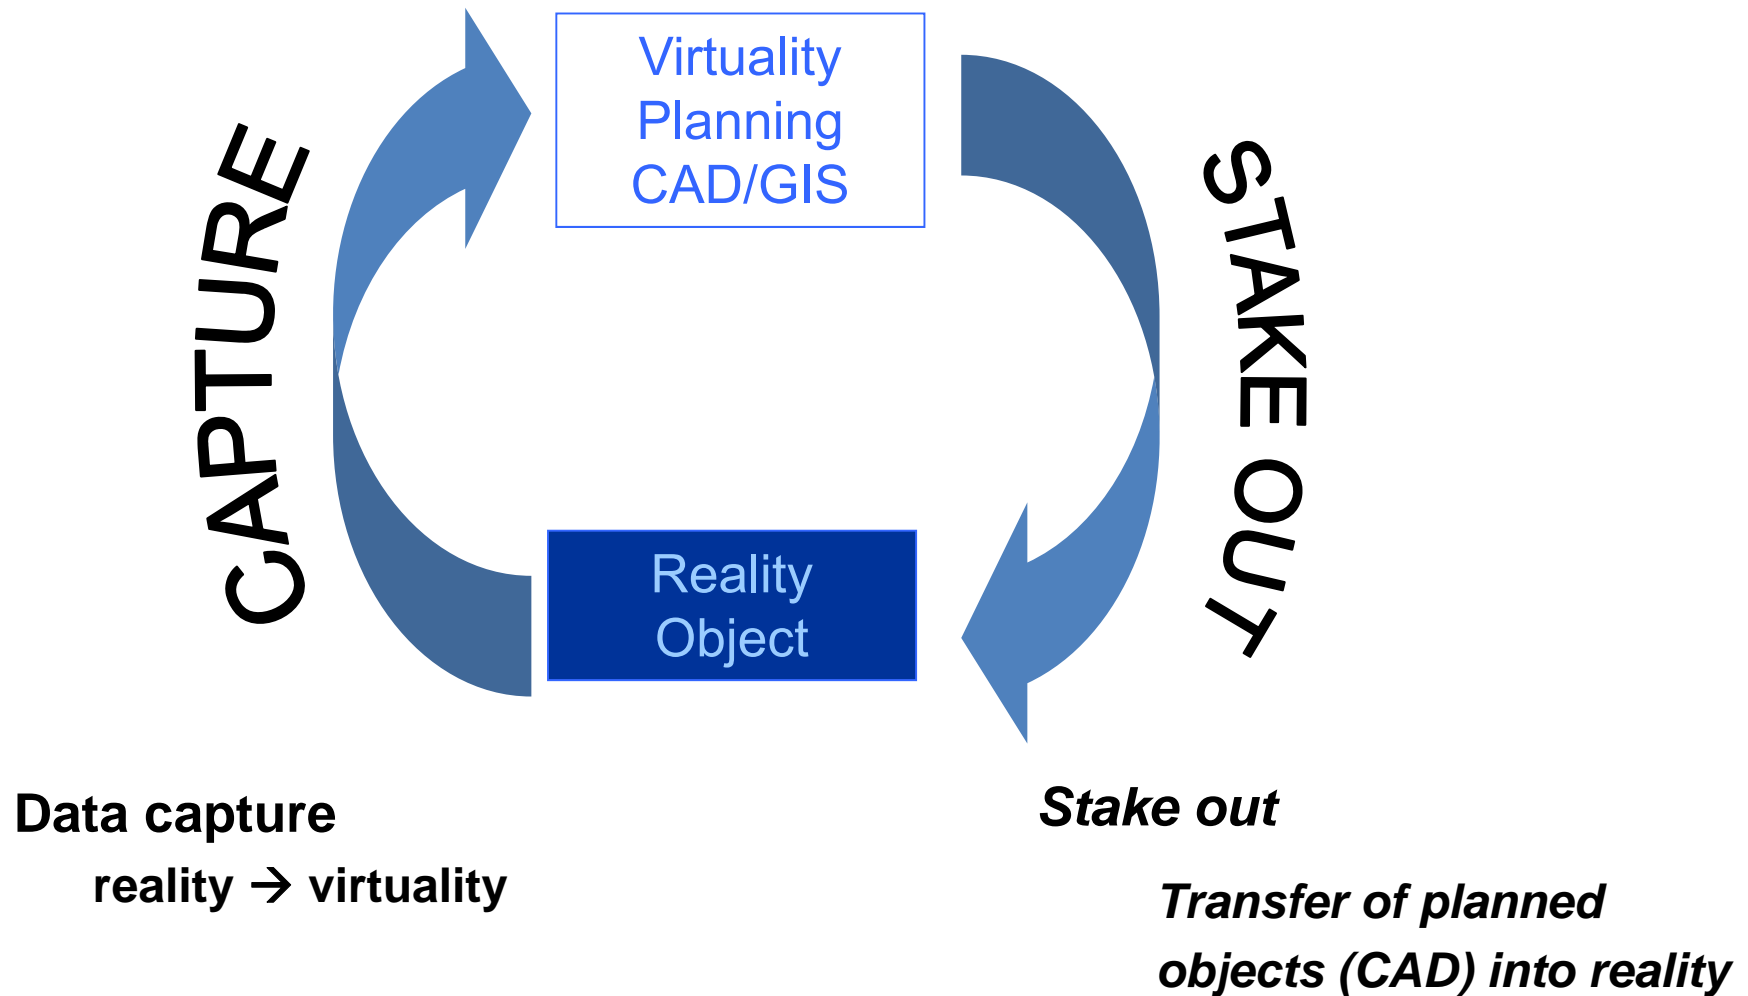 Virtuality
Planning
CAD/GIS
CAPTURE
STAKE OUT
Reality
Object
Data capture
reality → virtuality
Stake out
Transfer of planned
objects (CAD) into reality